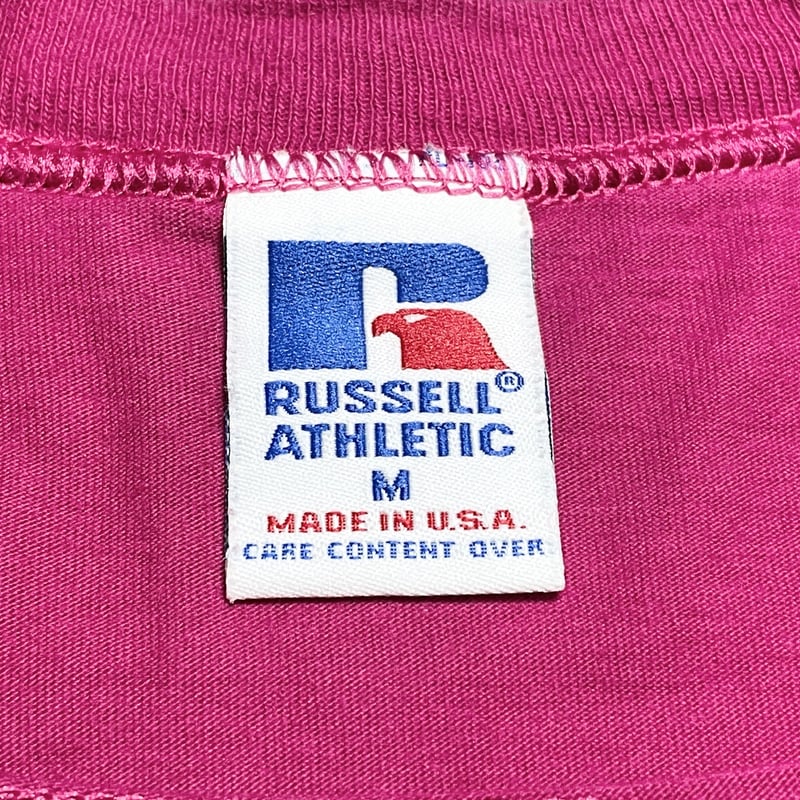 R
RUSSELL®
ATHLETIC
M
MADE IN U.S.A.
CARE CONTENT OVER